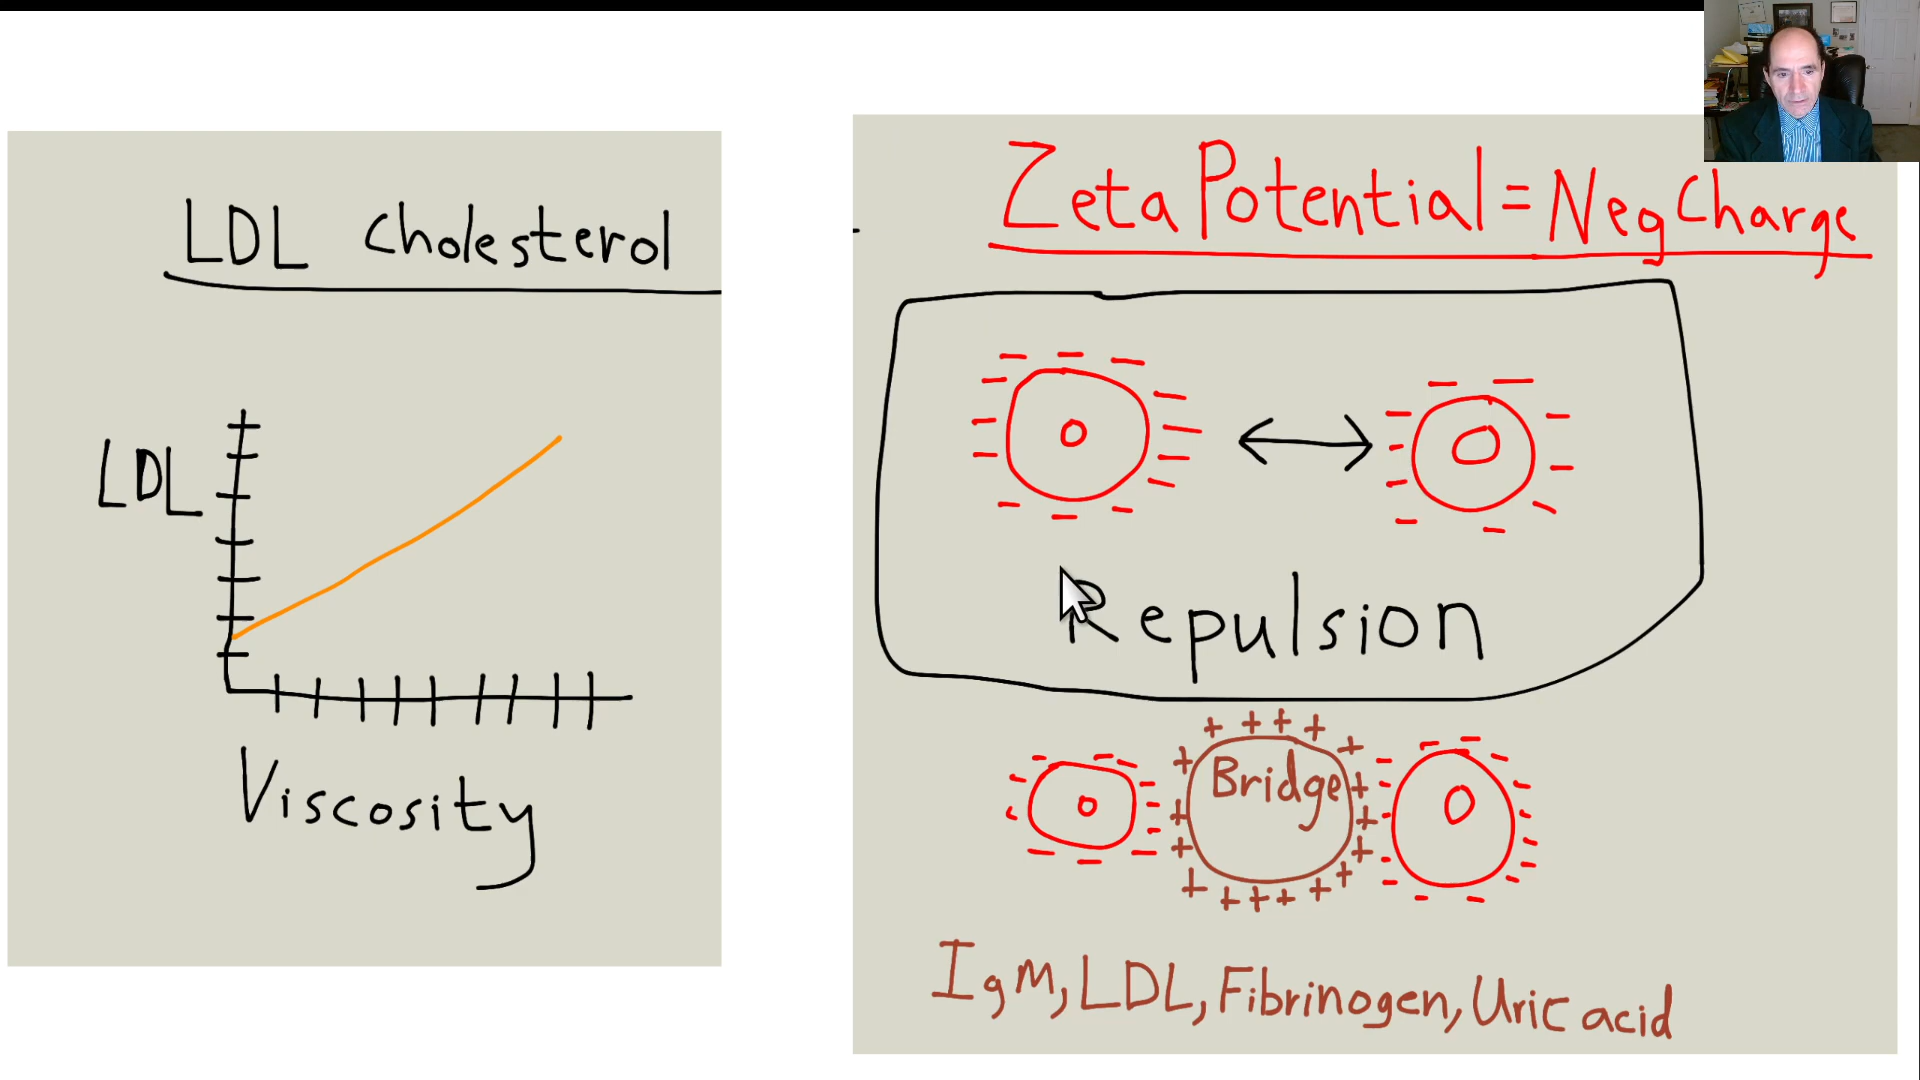 LDL Cholesterol
LDL
Viscosity
Zeta Potential = Neg Charge
Repulsion
Bridge
IgM, LDL, Fibrinogen, Uric acid